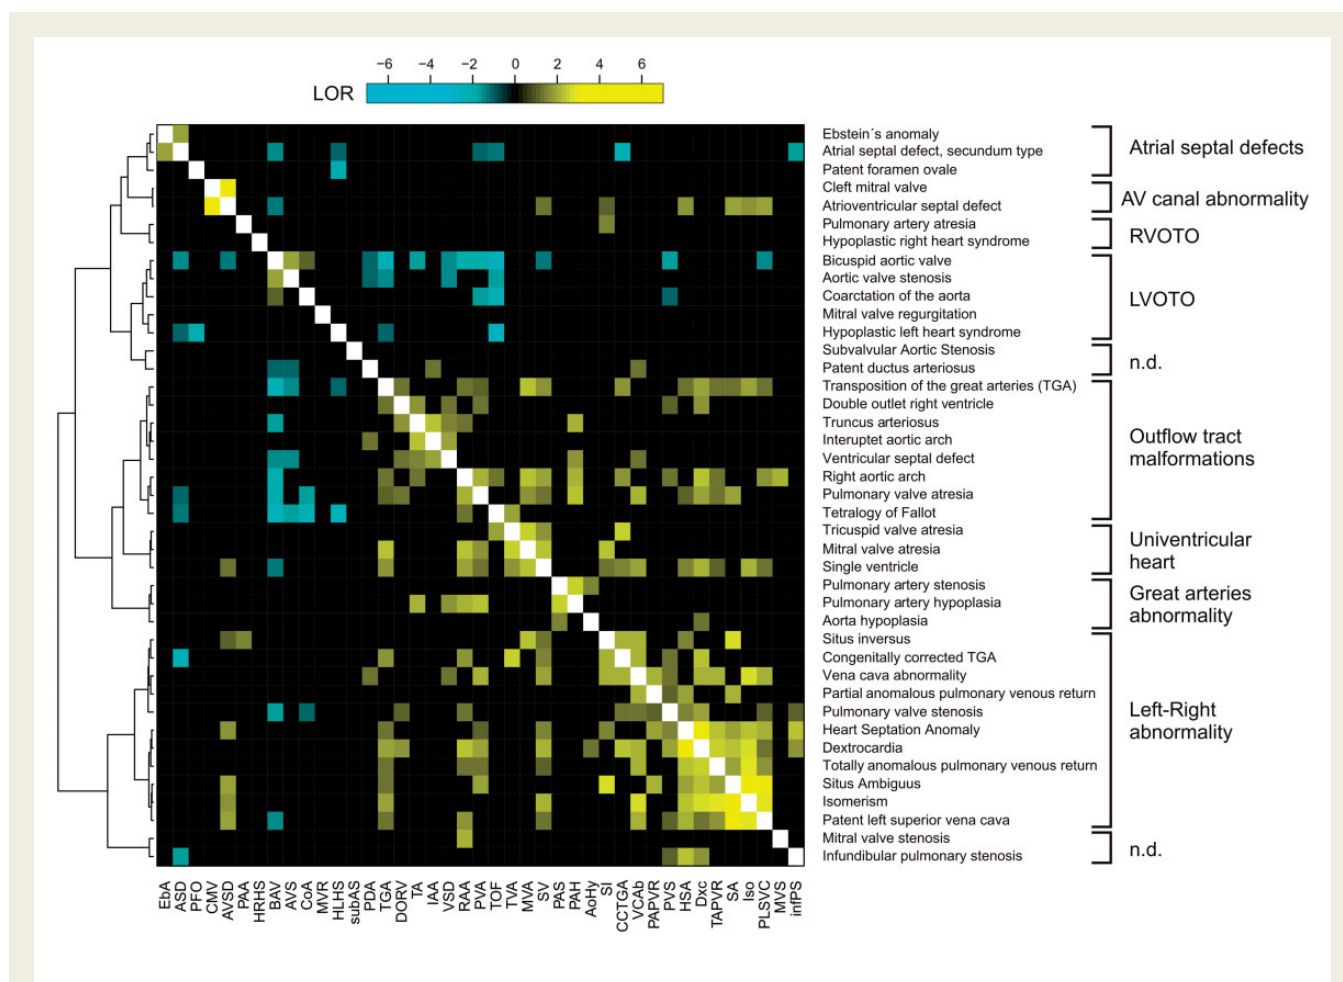 −6 −4 −2 0 2 4 6
LOR
Ebstein´s anomaly
Atrial septal defect, secundum type
Patent foramen ovale
Atrial septal defects
Cleft mitral valve
Atrioventricular septal defect
AV canal abnormality
Pulmonary artery atresia
Hypoplastic right heart syndrome
RVOTO
Bicuspid aortic valve
Aortic valve stenosis
Coarctation of the aorta
Mitral valve regurgitation
Hypoplastic left heart syndrome
LVOTO
Subvalvular Aortic Stenosis
Patent ductus arteriosus
n.d.
Transposition of the great arteries (TGA)
Double outlet right ventricle
Truncus arteriosus
Interuptet aortic arch
Ventricular septal defect
Right aortic arch
Pulmonary valve atresia
Tetralogy of Fallot
Outflow tract
malformations
Tricuspid valve atresia
Mitral valve atresia
Single ventricle
Univentricular
heart
Pulmonary artery stenosis
Pulmonary artery hypoplasia
Aorta hypoplasia
Great arteries
abnormality
Situs inversus
Congenitally corrected TGA
Vena cava abnormality
Partial anomalous pulmonary venous return
Pulmonary valve stenosis
Heart Septation Anomaly
Dextrocardia
Totally anomalous pulmonary venous return
Situs Ambiguus
Isomerism
Patent left superior vena cava
Left-Right
abnormality
Mitral valve stenosis
Infundibular pulmonary stenosis
n.d.
EbA
ASD
PFO
CMV
AVSD
PAA
HRHS
BAV
AVS
CoA
MVR
HLHS
subAS
PDA
TGA
DORV
TA
IAA
VSD
RAA
PVA
TOF
TVA
MVA
SV
PAS
PAH
AoHy
SI
CCTGA
VCAb
PAPVR
PVS
HSA
Dxc
TAPVR
SA
Iso
PLSVC
MVS
infPS